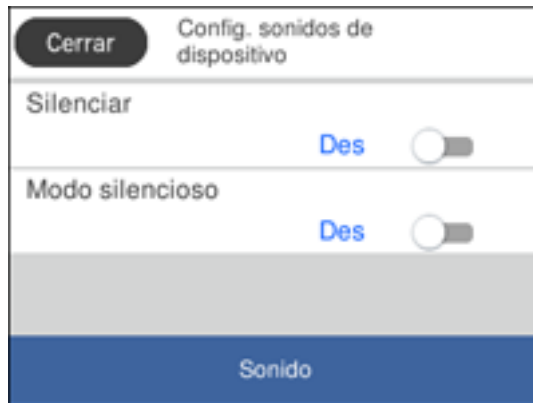 Cerrar
Config. sonidos de
dispositivo
Silenciar
Des
Modo silencioso
Des
Sonido